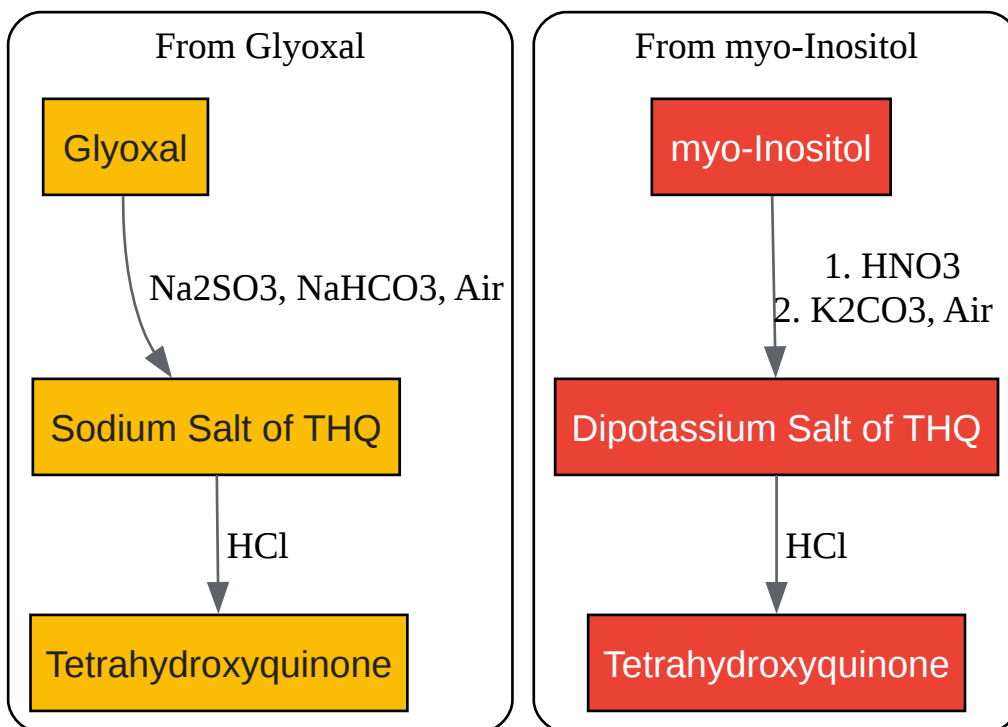 From Glyoxal
Glyoxal
Na2SO3, NaHCO3, Air
Sodium Salt of THQ
HCl
Tetrahydroxyquinone
From myo-Inositol
myo-Inositol
1. HNO3
2. K2CO3, Air
Dipotassium Salt of THQ
HCl
Tetrahydroxyquinone